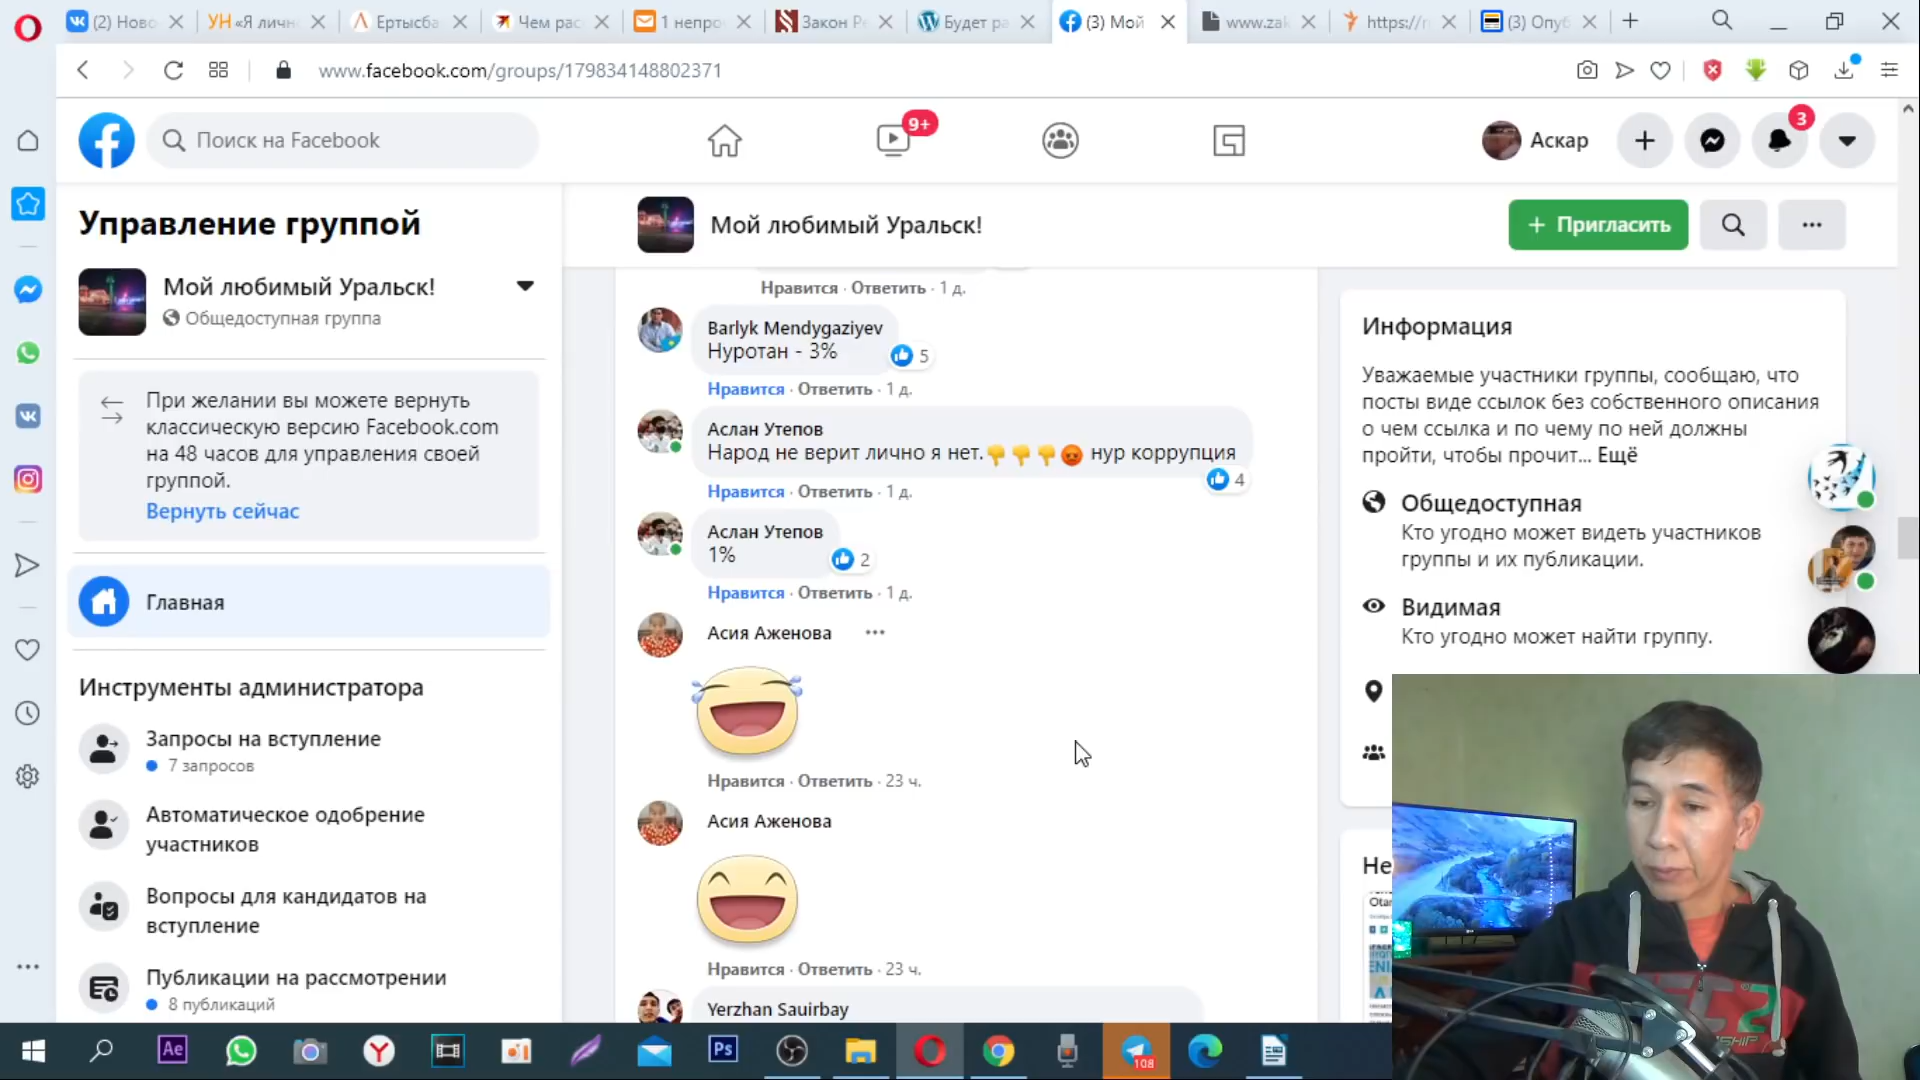 (2) Ново
УН «Я личн
Ертысба
Чем рас
1 непро
Закон Ре
Будет ра
(3) Мой
www.zak
https://r
(3) Опуб
www.facebook.com/groups/179834148802371
Поиск на Facebook
9+
Аскар
3
Управление группой
Мой любимый Уральск!
Общедоступная группа
При желании вы можете вернуть
классическую версию Facebook.com
на 48 часов для управления своей
группой.
Вернуть сейчас
Главная
Инструменты администратора
Запросы на вступление
7 запросов
Автоматическое одобрение
участников
Вопросы для кандидатов на
вступление
Публикации на рассмотрении
8 публикаций
Мой любимый Уральск!
+ Пригласить
Нравится · Ответить · 1 д.
Barlyk Mendygaziyev
Нуротан - 3%
5
Нравится · Ответить · 1 д.
Аслан Утепов
Народ не верит лично я нет.👎👎👎😡 нур коррупция
4
Нравится · Ответить · 1 д.
Аслан Утепов
1%
2
Нравится · Ответить · 1 д.
Асия Аженова
Нравится · Ответить · 23 ч.
Асия Аженова
Нравится · Ответить · 23 ч.
Yerzhan Sauirbay
Информация
Уважаемые участники группы, сообщаю, что
посты виде ссылок без собственного описания
о чем ссылка и по чему по ней должны
пройти, чтобы прочит... Ещё
Общедоступная
Кто угодно может видеть участников
группы и их публикации.
Видимая
Кто угодно может найти группу.
Не
Otan
Ae
Ps
108